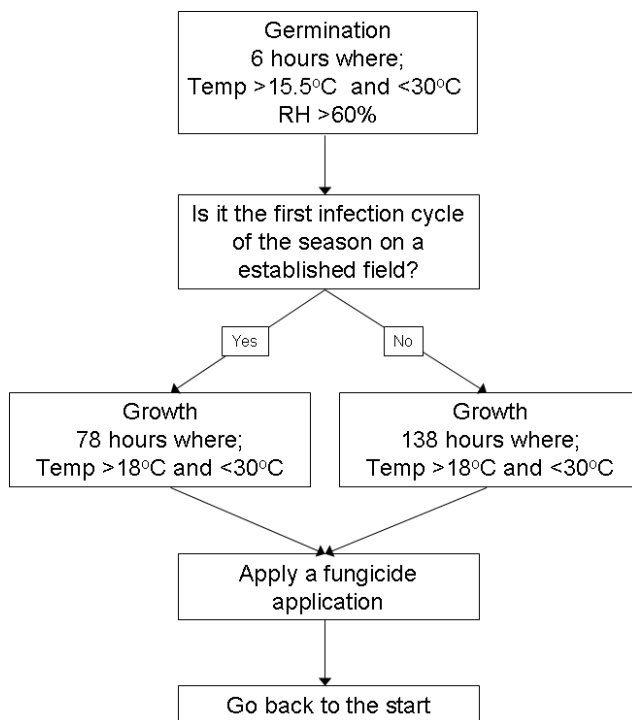 Germination
6 hours where;
Temp >15.5°C and <30°C
RH >60%
Is it the first infection cycle
of the season on a
established field?
Yes
No
Growth
78 hours where;
Temp >18°C and <30°C
Growth
138 hours where;
Temp >18°C and <30°C
Apply a fungicide
application
Go back to the start